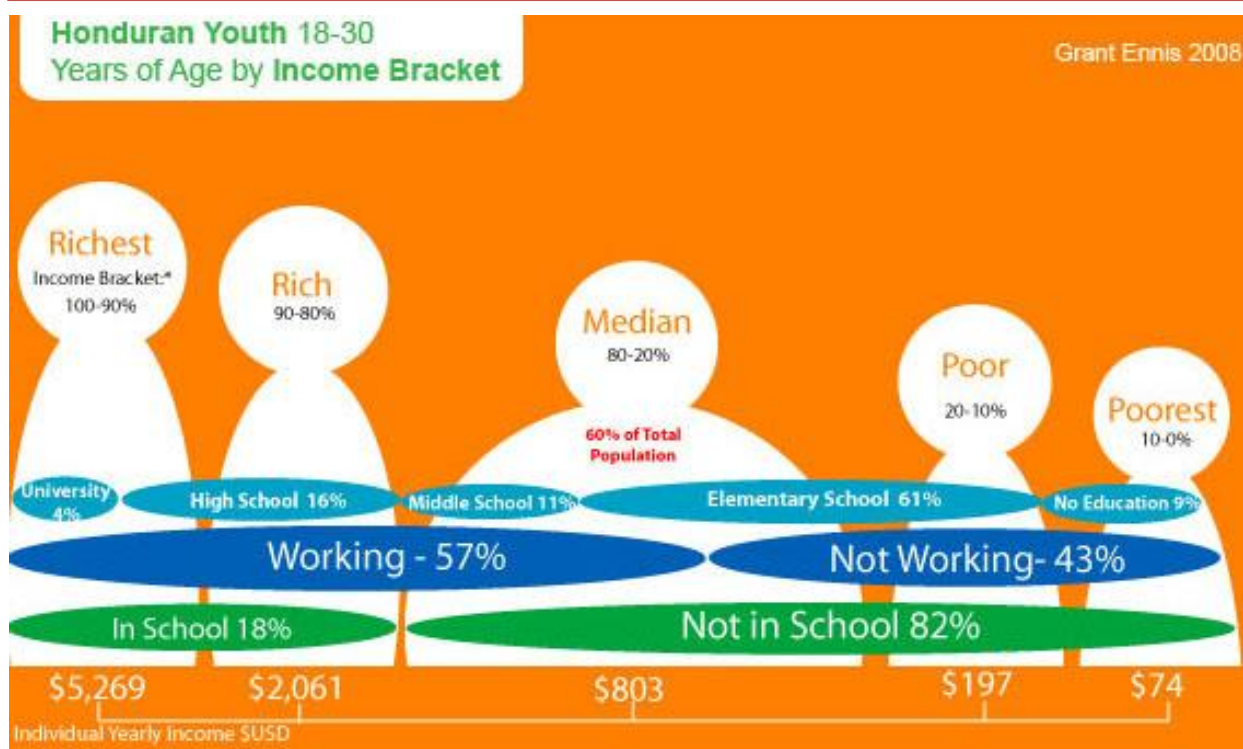 Honduran Youth 18-30
Years of Age by Income Bracket
Grant Ennis 2008
Richest
Income Bracket:*
100-90%
Rich
90-80%
Median
80-20%
60% of Total
Population
Poor
20-10%
Poorest
10-0%
University
4%
High School 16%
Middle School 11%
Elementary School 61%
No Education 9%
Working - 57%
Not Working- 43%
In School 18%
Not in School 82%
$5,269
$2,061
$803
$197
$74
Individual Yearly Income $USD